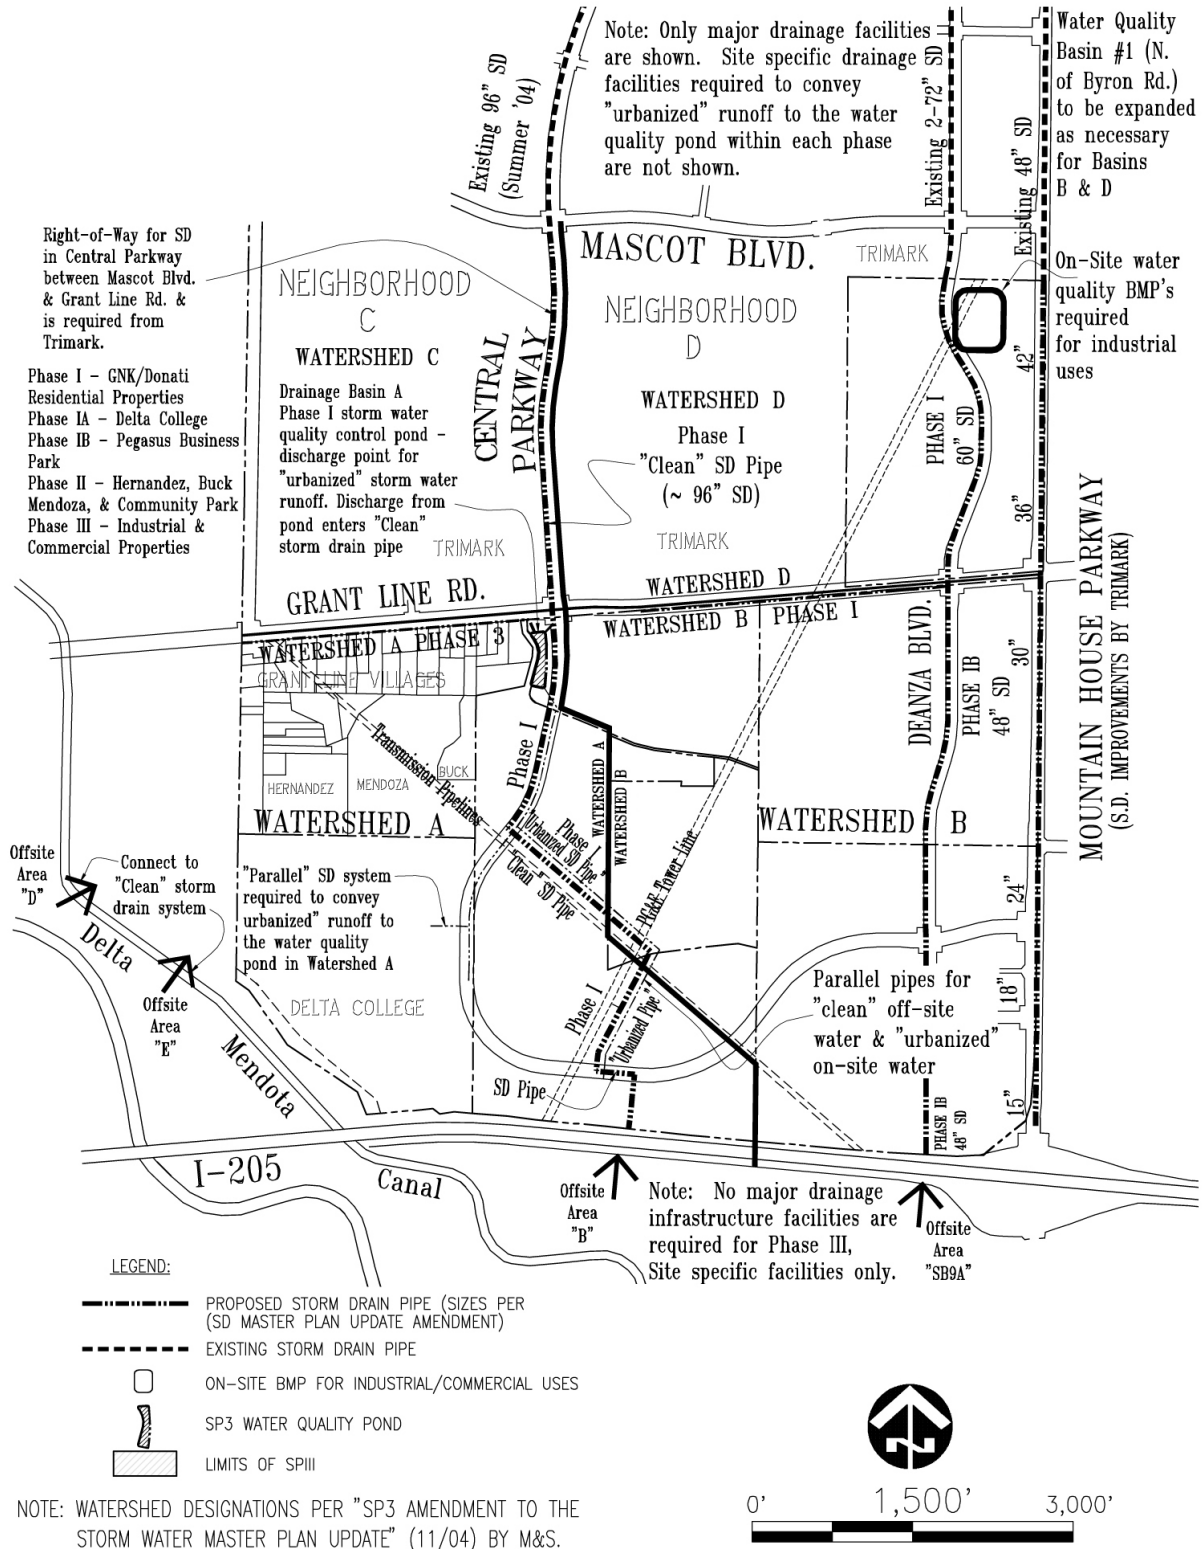 Existing 96" SD
(Summer '04)
Note: Only major drainage facilities
are shown.  Site specific drainage
facilities required to convey
"urbanized" runoff to the water
quality pond within each phase
are not shown.
Existing 2-72" SD
Existing 48" SD
Water Quality
Basin #1 (N.
of Byron Rd.)
to be expanded
as necessary
for Basins
B & D
Right-of-Way for SD
in Central Parkway
between Mascot Blvd.
& Grant Line Rd. &
is required from
Trimark.
Phase I - GNK/Donati
Residential Properties
Phase IA - Delta College
Phase IB - Pegasus Business
Park
Phase II - Hernandez, Buck
Mendoza, & Community Park
Phase III - Industrial &
Commercial Properties
NEIGHBORHOOD
C
WATERSHED C
Drainage Basin A
Phase I storm water
quality control pond -
discharge point for
"urbanized" storm water
runoff. Discharge from
pond enters "Clean"
storm drain pipe
TRIMARK
CENTRAL
PARKWAY
MASCOT BLVD.
TRIMARK
NEIGHBORHOOD
D
WATERSHED D
Phase I
"Clean" SD Pipe
(~ 96" SD)
TRIMARK
On-Site water
quality BMP's
required
for industrial
uses
42"
PHASE I
60" SD
36"
GRANT LINE RD.
WATERSHED D
WATERSHED B
PHASE I
WATERSHED A PHASE 3
GRANT LINE VILLAGES
DEANZA BLVD.
PHASE IB
48" SD
30"
MOUNTAIN HOUSE PARKWAY
(S.D. IMPROVEMENTS BY TRIMARK)
Transmission Pipelines
Phase I
HERNANDEZ
MENDOZA
BUCK
WATERSHED A
WATERSHED A
WATERSHED B
WATERSHED B
Phase I
"Urbanized SD Pipe"
"Clean" SD Pipe
PG&E Tower Line
Offsite
Area
"D"
Connect to
"Clean" storm
drain system
"Parallel" SD system
required to convey
urbanized" runoff to
the water quality
pond in Watershed A
24"
Delta
Mendota
Canal
Offsite
Area
"E"
DELTA COLLEGE
Phase I
"Urbanized Pipe"
SD Pipe
Parallel pipes for
"clean" off-site
water & "urbanized"
on-site water
18"
15"
PHASE IB
48" SD
I-205
Offsite
Area
"B"
Note:  No major drainage
infrastructure facilities are
required for Phase III,
Site specific facilities only.
Offsite
Area
"SB9A"
LEGEND:
PROPOSED STORM DRAIN PIPE (SIZES PER
(SD MASTER PLAN UPDATE AMENDMENT)
EXISTING STORM DRAIN PIPE
ON-SITE BMP FOR INDUSTRIAL/COMMERCIAL USES
SP3 WATER QUALITY POND
LIMITS OF SPIII
NOTE: WATERSHED DESIGNATIONS PER "SP3 AMENDMENT TO THE
STORM WATER MASTER PLAN UPDATE" (11/04) BY M&S.
N
0'
1,500'
3,000'